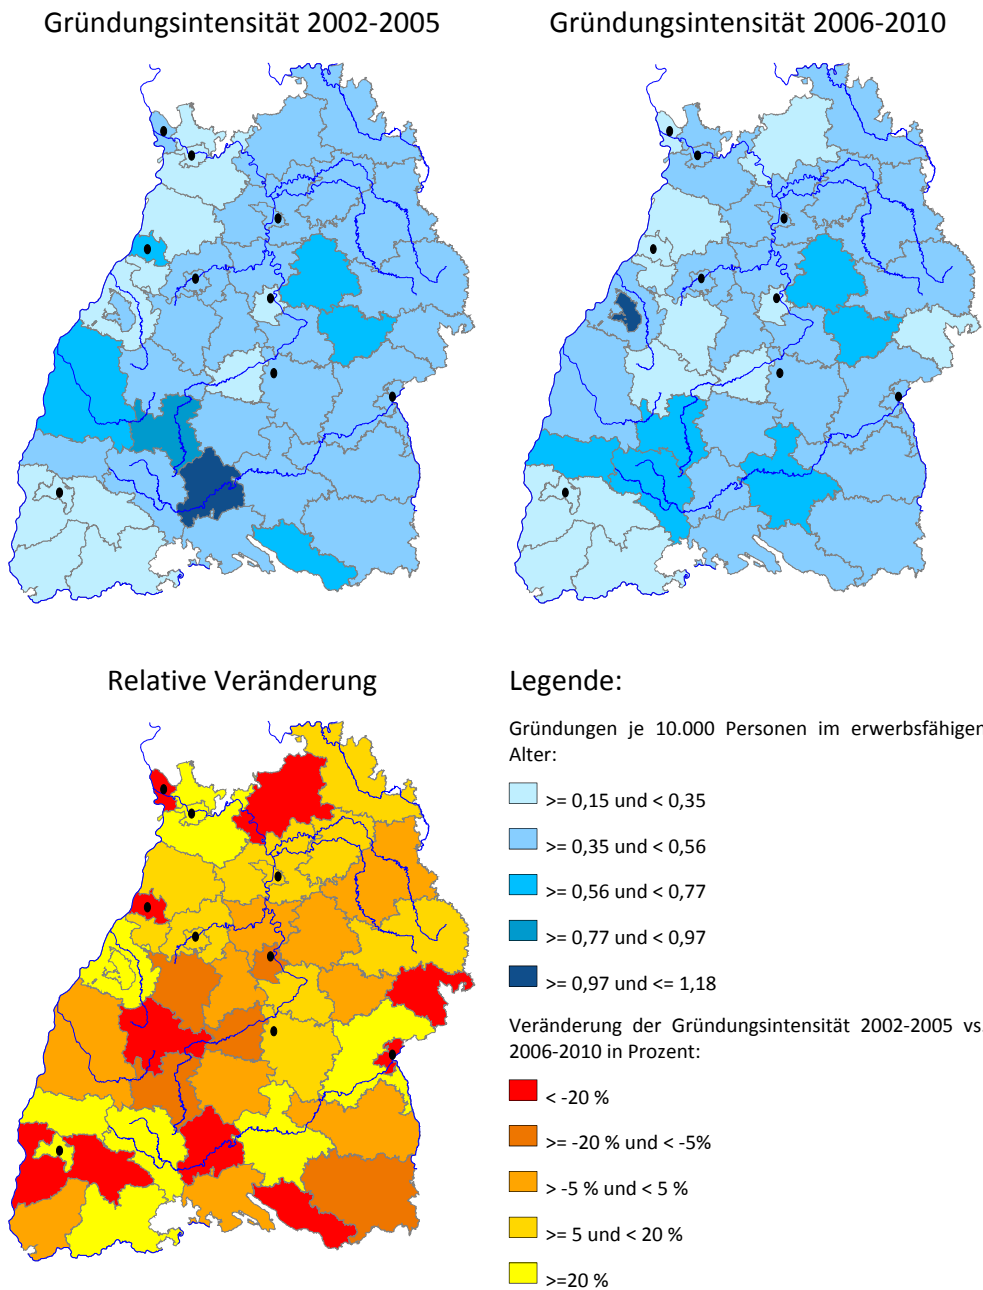 Gründungsintensität 2002-2005
Gründungsintensität 2006-2010
Relative Veränderung
Legende:
Gründungen je 10.000 Personen im erwerbsfähigen
Alter:
>= 0,15 und < 0,35
>= 0,35 und < 0,56
>= 0,56 und < 0,77
>= 0,77 und < 0,97
>= 0,97 und <= 1,18
Veränderung der Gründungsintensität 2002-2005 vs.
2006-2010 in Prozent:
< -20 %
>= -20 % und < -5%
> -5 % und < 5 %
>= 5 und < 20 %
>=20 %